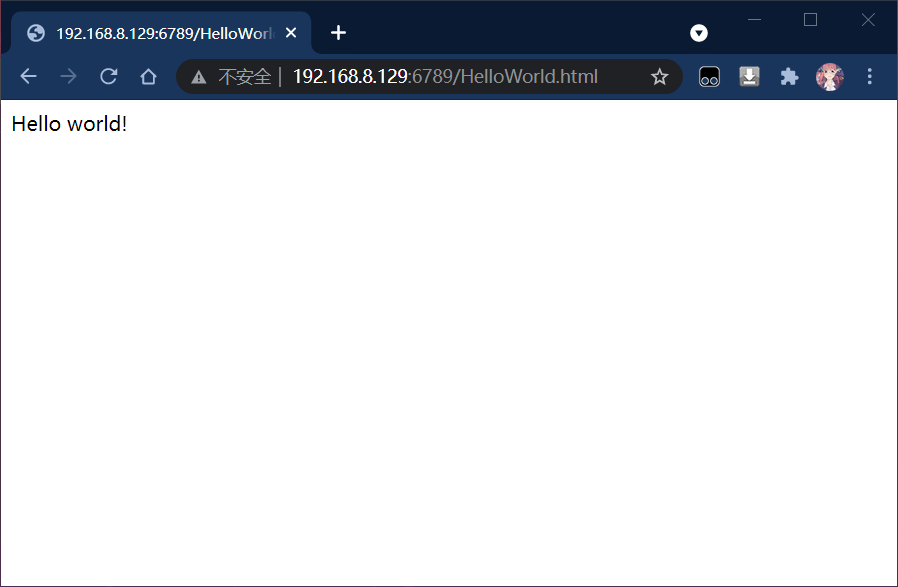 192.168.8.129:6789/HelloWorl
不安全 | 192.168.8.129:6789/HelloWorld.html
Hello world!